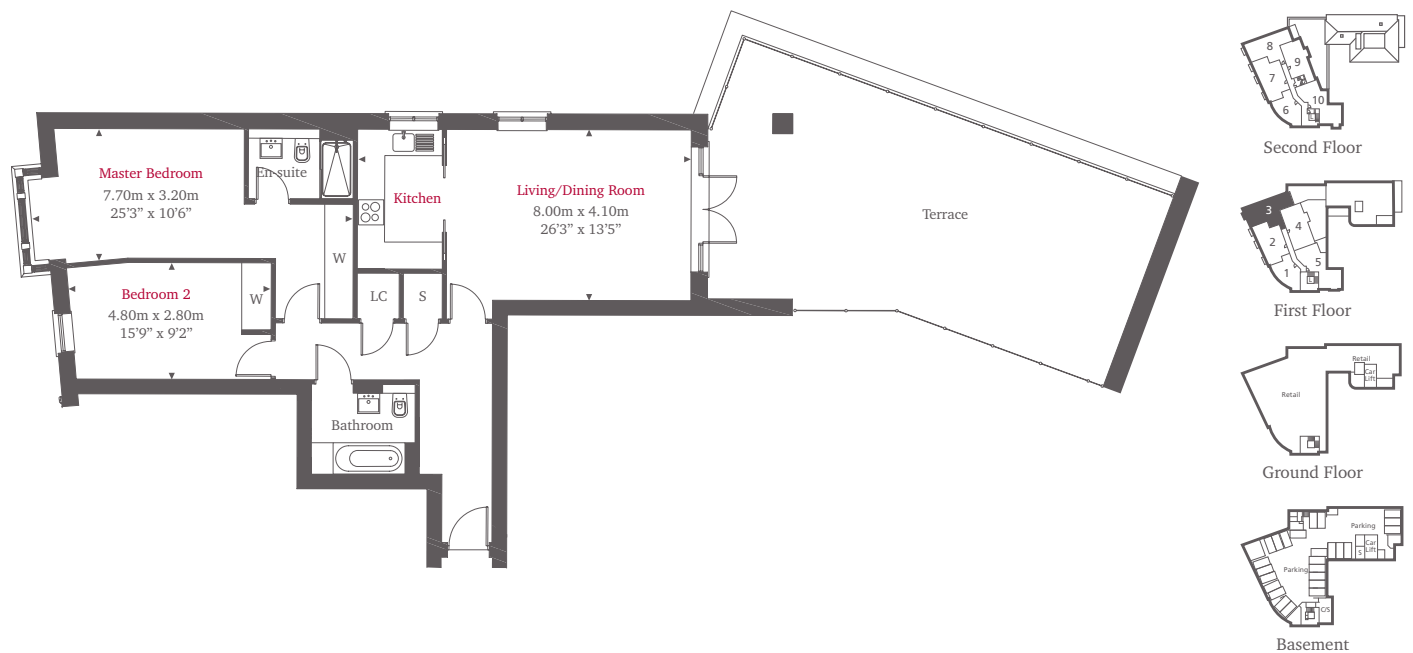 Master Bedroom
7.70m x 3.20m
25’3” x 10’6”
En-suite
Kitchen
Living/Dining Room
8.00m x 4.10m
26’3” x 13’5”
Terrace
W
Bedroom 2
4.80m x 2.80m
15’9” x 9’2”
W
LC
S
Bathroom
8
9
7
6
10
L
Second Floor
3
4
2
5
1
L
First Floor
Retail
Car
Lift
Retail
Ground Floor
Parking
Car
Lift
S
Parking
C/S
Basement